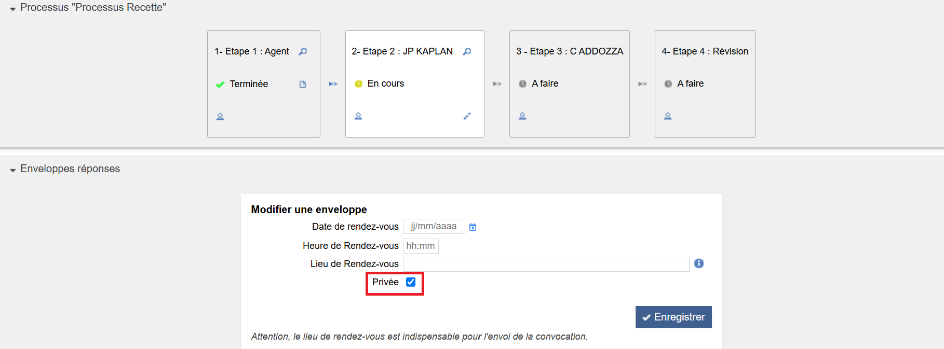 Processus "Processus Recette"
1- Etape 1 : Agent
2- Etape 2 : JP KAPLAN
3 - Etape 3 : C ADDOZZA
4- Etape 4 : Révision
Terminée
En cours
A faire
A faire
Enveloppes réponses
Modifier une enveloppe
Date de rendez-vous jj/mm/aaaa
Heure de Rendez-vous hh:mm
Lieu de Rendez-vous
Privée
Enregistrer
Attention, le lieu de rendez-vous est indispensable pour l'envoi de la convocation.